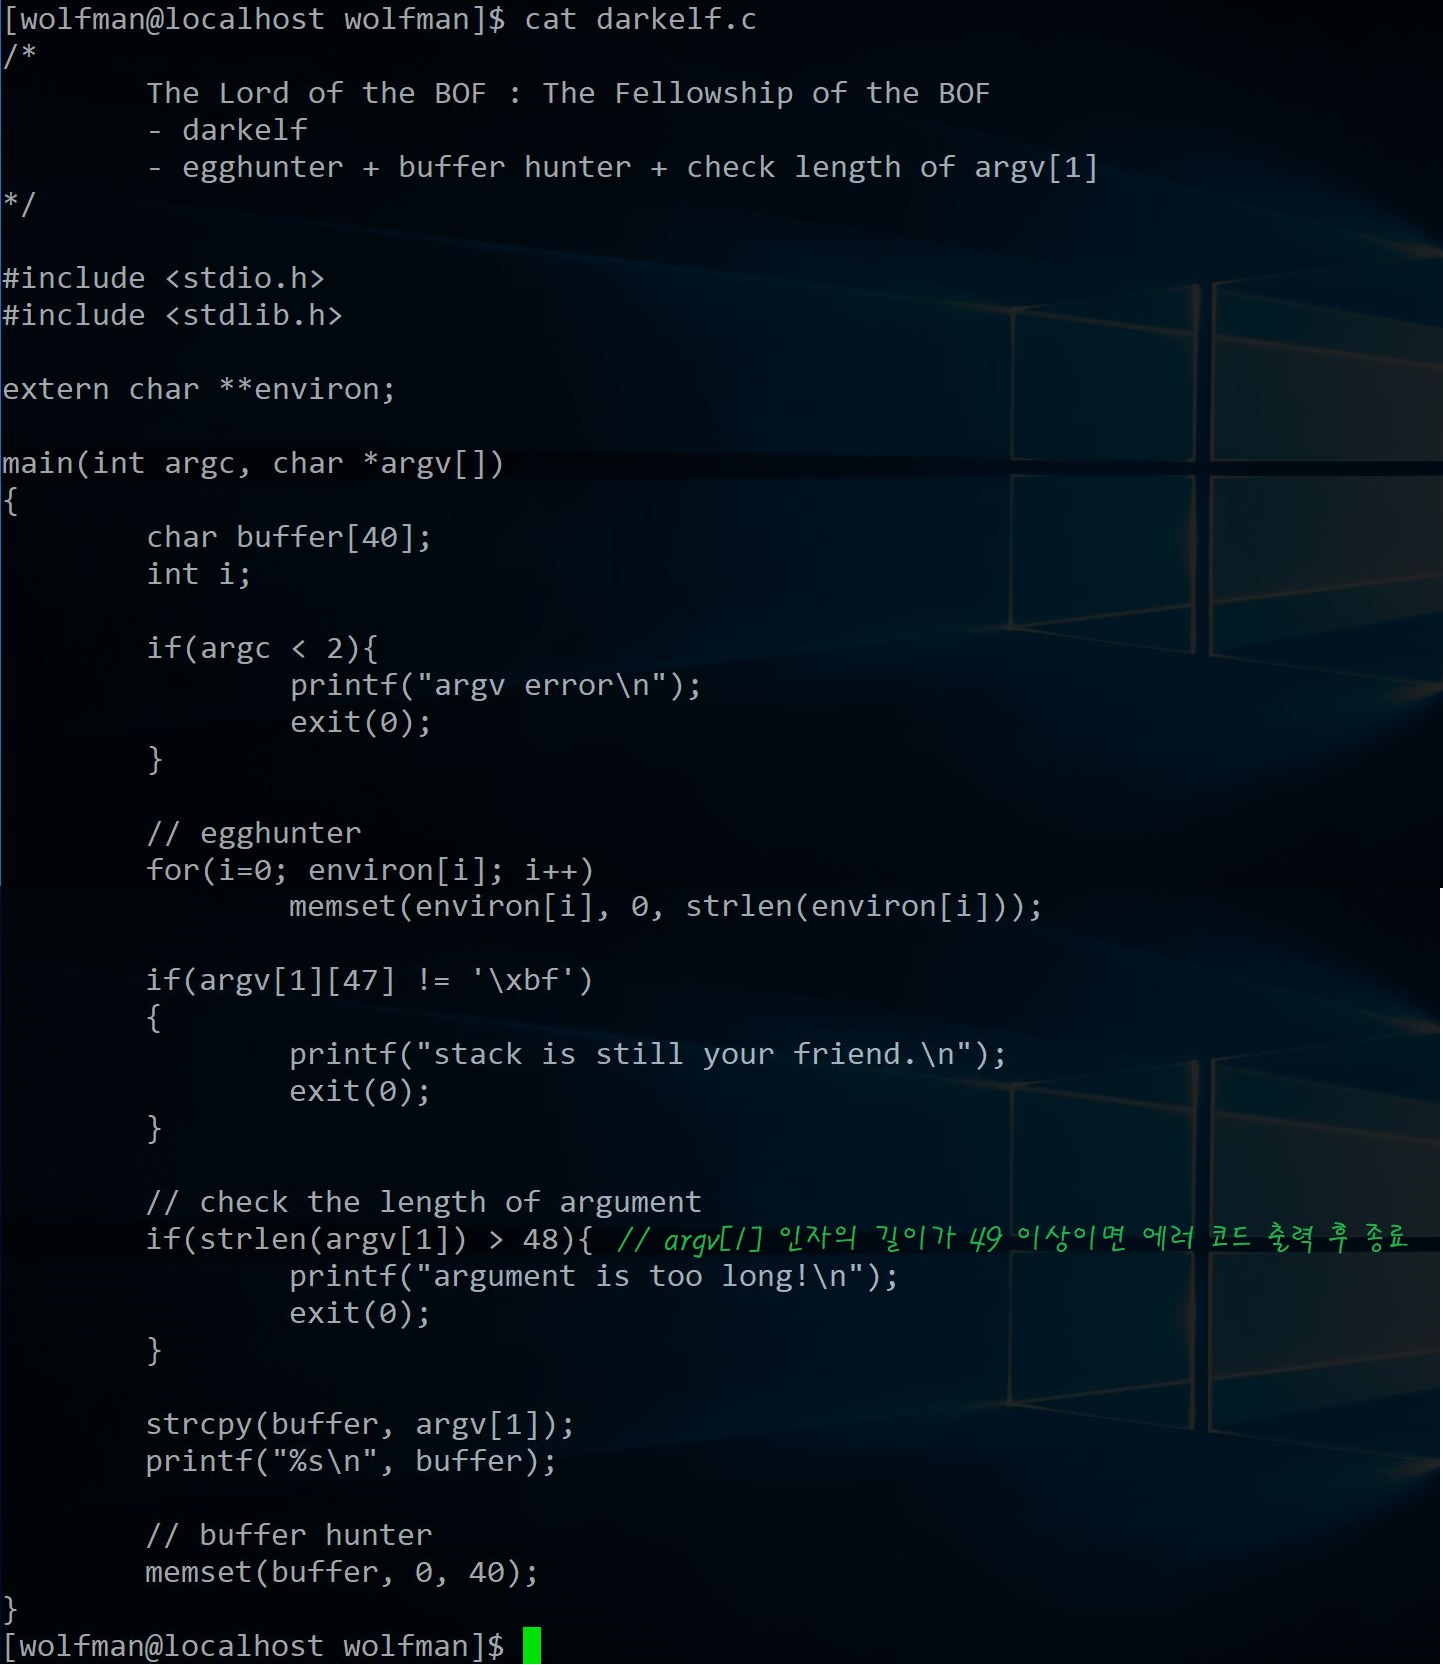 [wolfman@localhost wolfman]$ cat darkelf.c
/*
        The Lord of the BOF : The Fellowship of the BOF
        - darkelf
        - egghunter + buffer hunter + check length of argv[1]
*/

#include <stdio.h>
#include <stdlib.h>

extern char **environ;

main(int argc, char *argv[])
{
        char buffer[40];
        int i;

        if(argc < 2){
                printf("argv error\n");
                exit(0);
        }

        // egghunter
        for(i=0; environ[i]; i++)
                memset(environ[i], 0, strlen(environ[i]));

        if(argv[1][47] != '\xbf')
        {
                printf("stack is still your friend.\n");
                exit(0);
        }

        // check the length of argument
        if(strlen(argv[1]) > 48){ // argv[1] 인자의 길이가 49 이상이면 에러 코드 출력 후 종료
                printf("argument is too long!\n");
                exit(0);
        }

        strcpy(buffer, argv[1]);
        printf("%s\n", buffer);

        // buffer hunter
        memset(buffer, 0, 40);
}
[wolfman@localhost wolfman]$